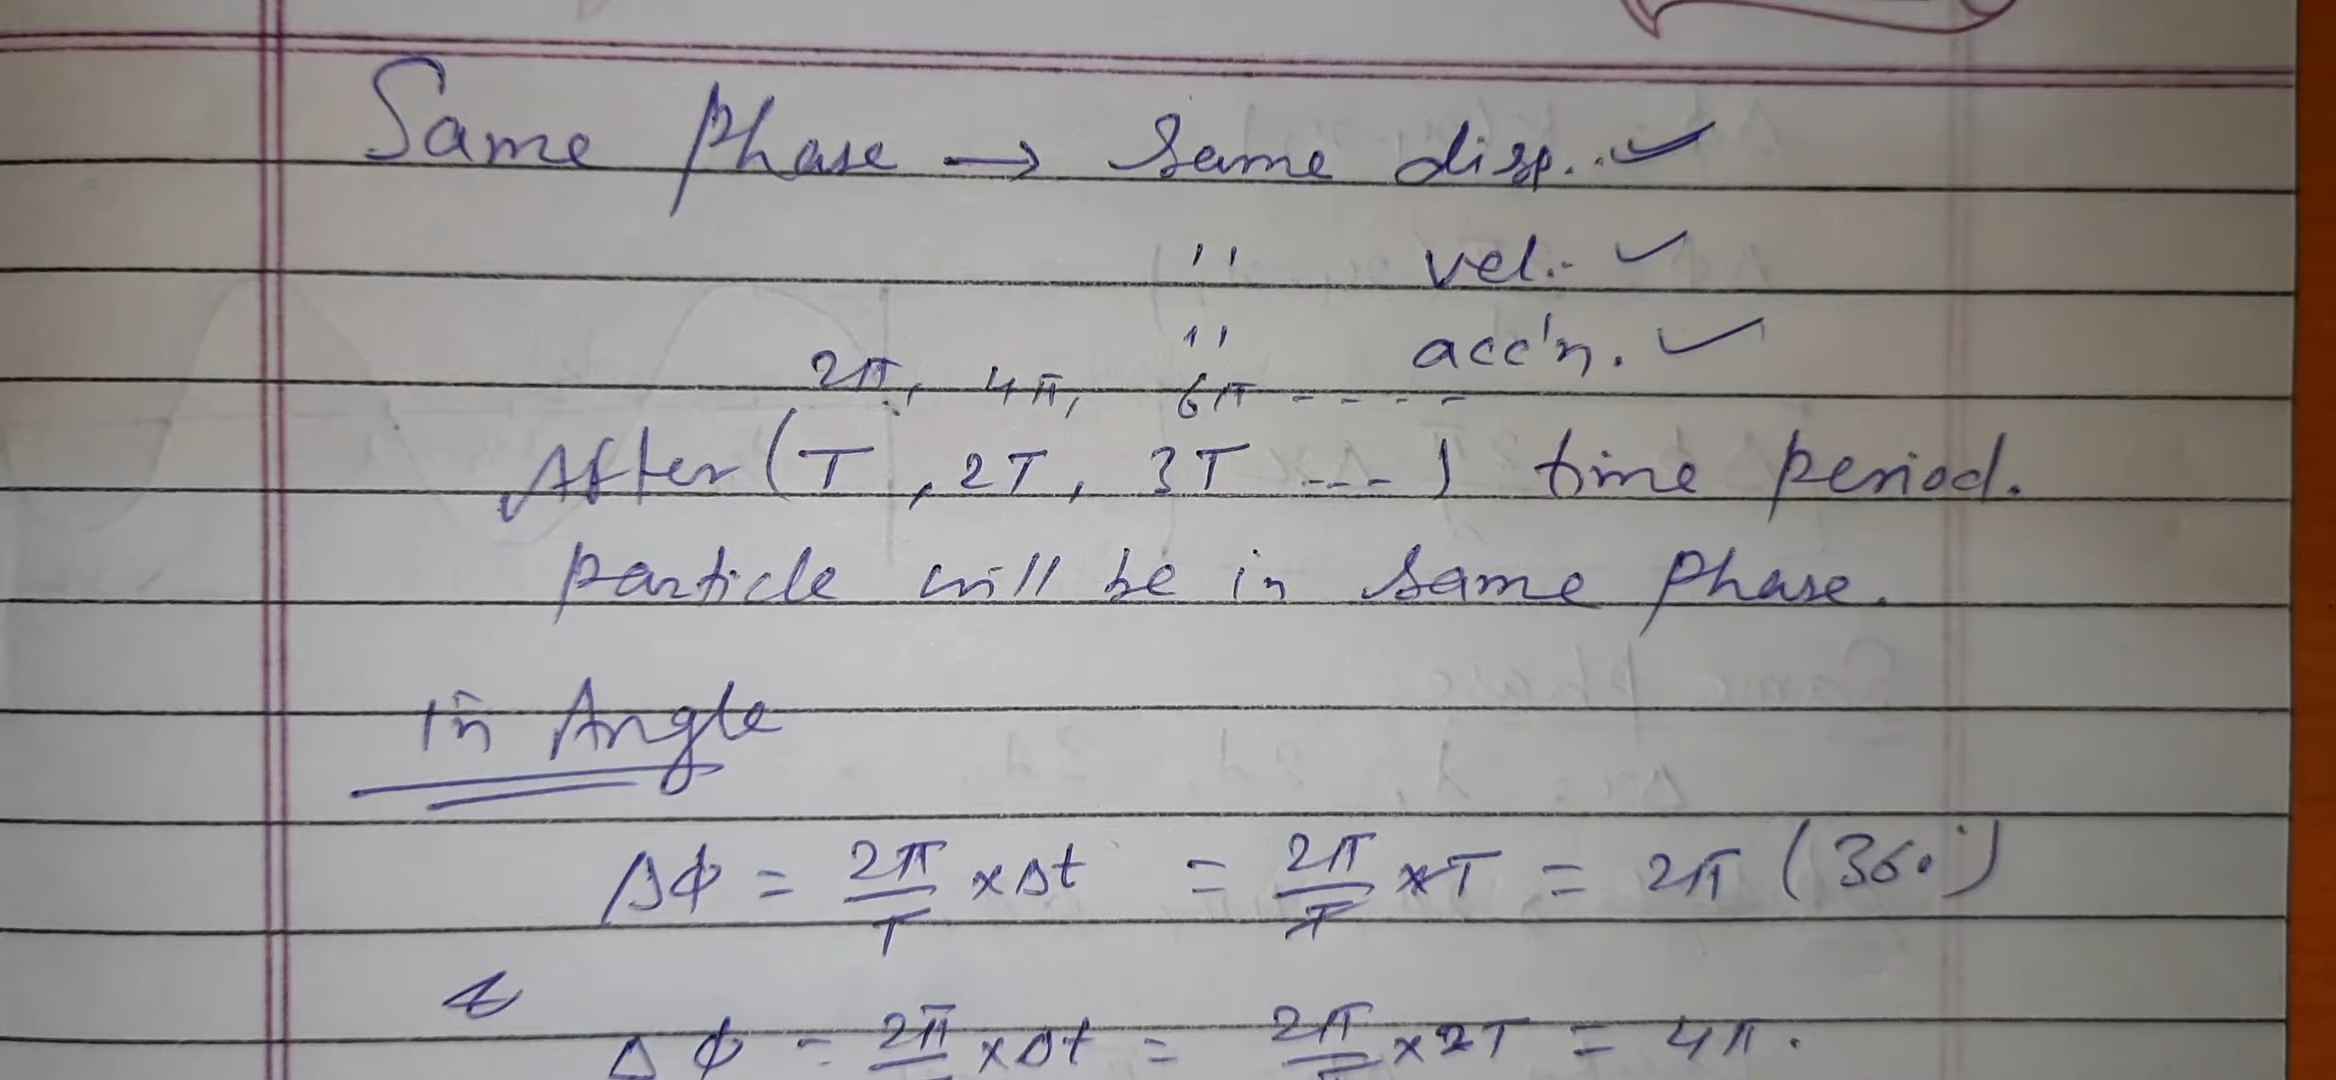 Same Phase → Same disp. ✓
'' vel. ✓
'' acc'n. ✓
2π, 4π, 6π ----
After (T, 2T, 3T ---) time period.
particle will be in same phase.
in Angle
Δϕ = 2π/T × Δt = 2π/T × T = 2π (360°)
Δϕ = 2π × Δt = 2π × 2T = 4π.